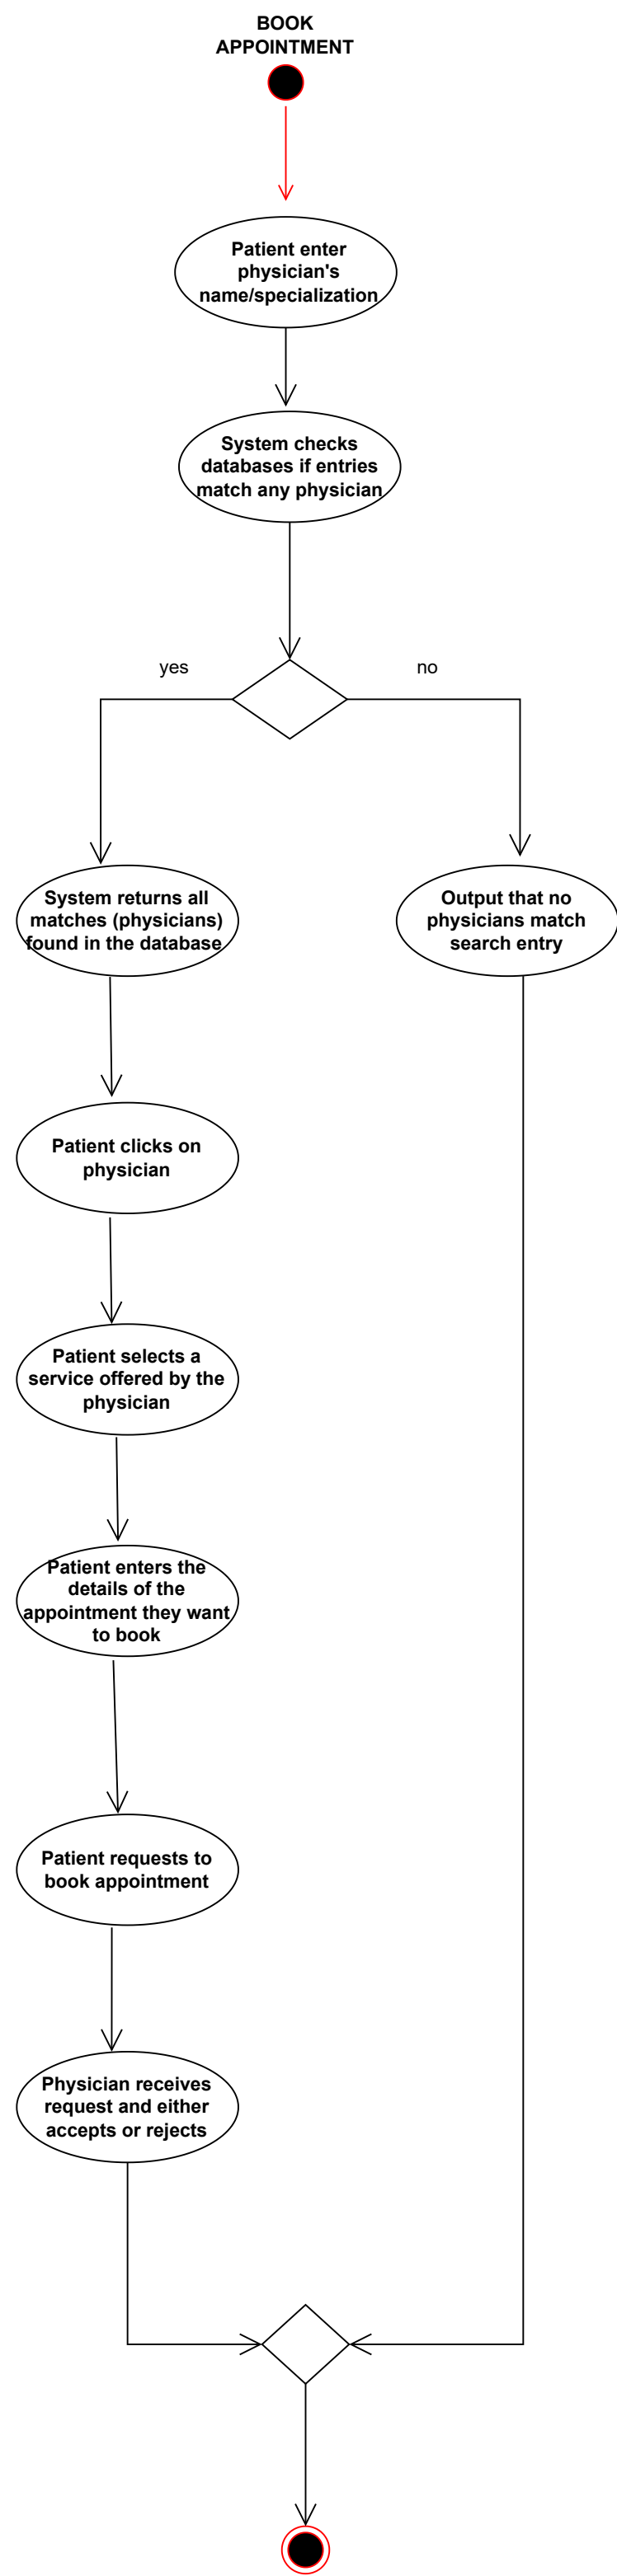 BOOK
APPOINTMENT
Patient enter
physician's
name/specialization
System checks
databases if entries
match any physician
yes
no
System returns all
matches (physicians)
found in the database
Output that no
physicians match
search entry
Patient clicks on
physician
Patient selects a
service offered by the
physician
Patient enters the
details of the
appointment they want
to book
Patient requests to
book appointment
Physician receives
request and either
accepts or rejects